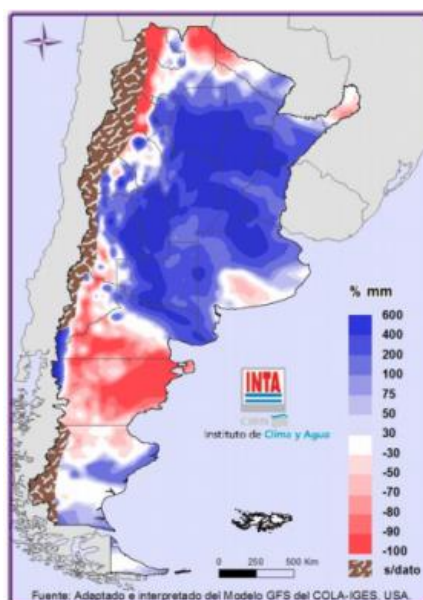 % mm
600
400
200
100
75
50
30
-30
-50
-70
-80
-90
-100
s/dato
INTA
Instituto de Clima y Agua
0 250 500 Km
Fuente: Adaptado e interpretado del Modelo GFS del COLA-IGES, USA.